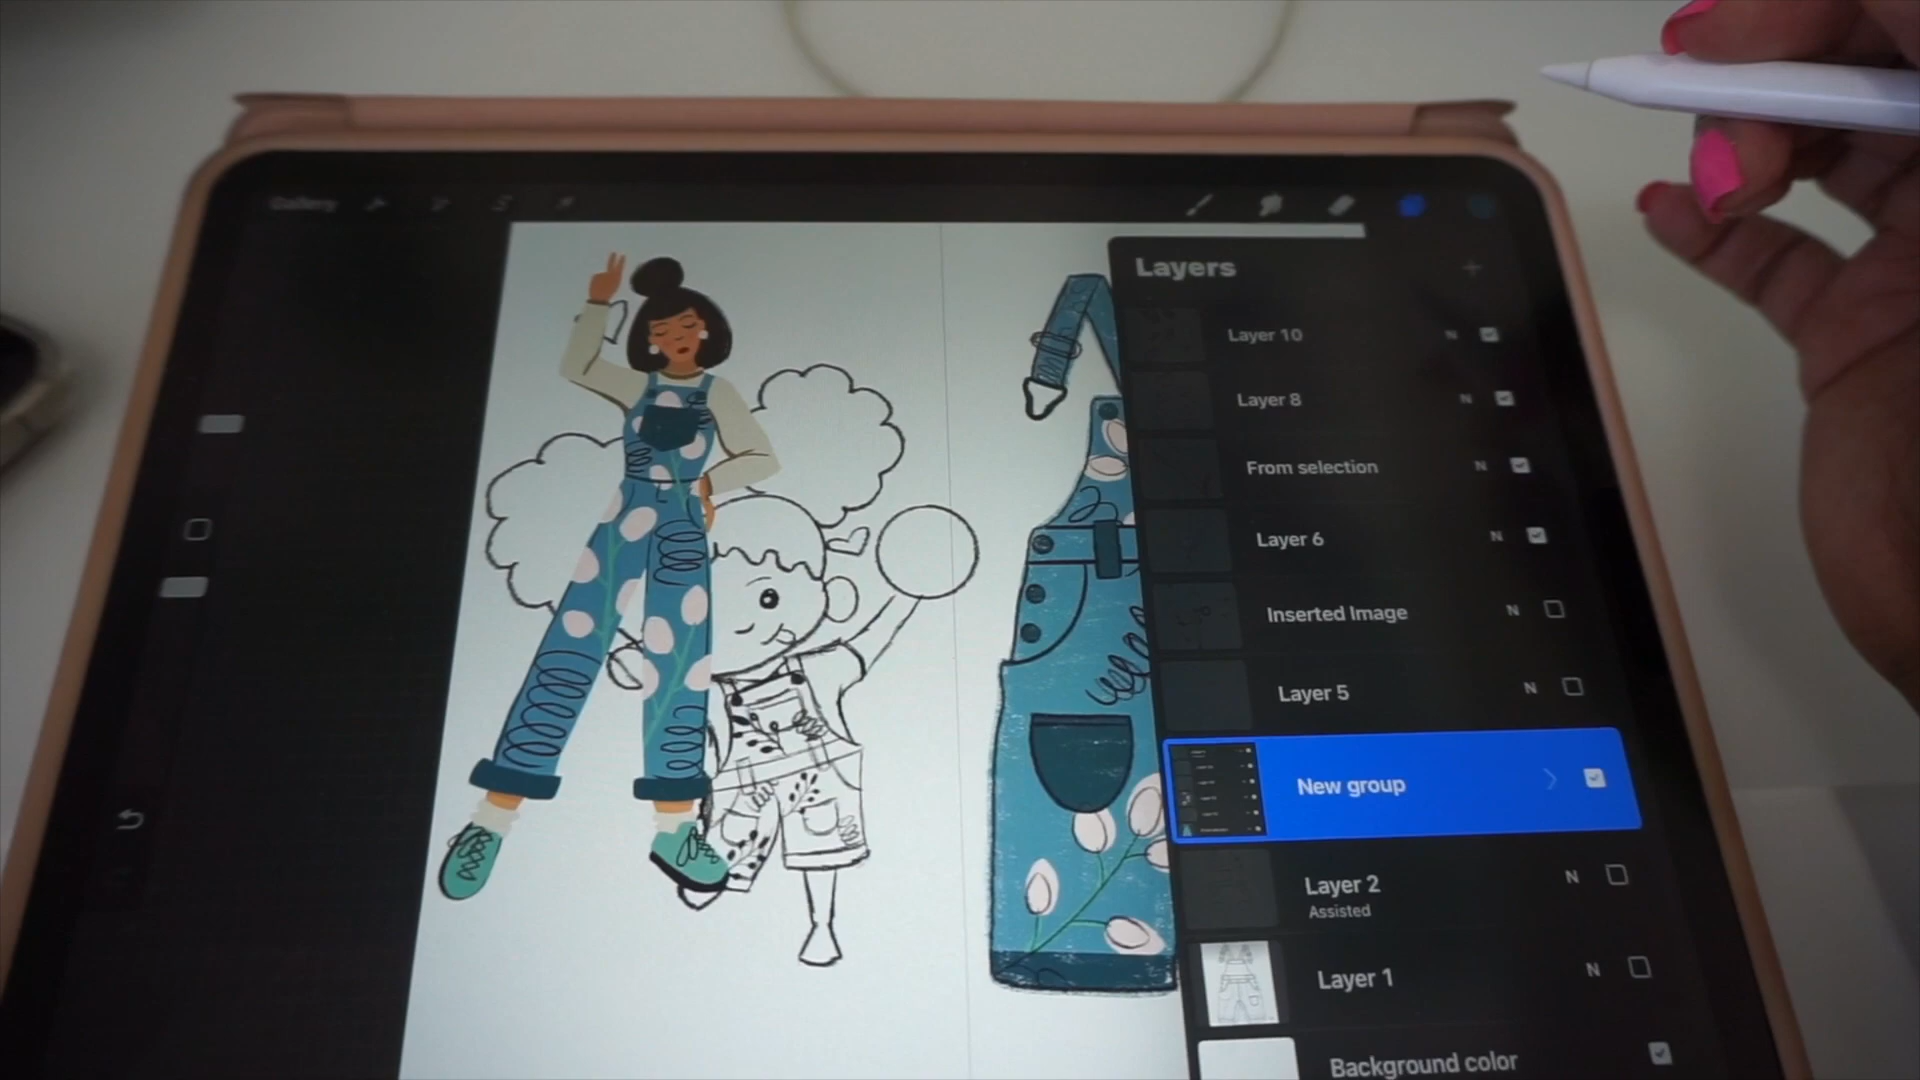 Gallery
Layers
Layer 10 N
Layer 8 N
From selection N
Layer 6 N
Inserted Image N
Layer 5 N
New group
Layer 2 N
Assisted
Layer 1 N
Background color